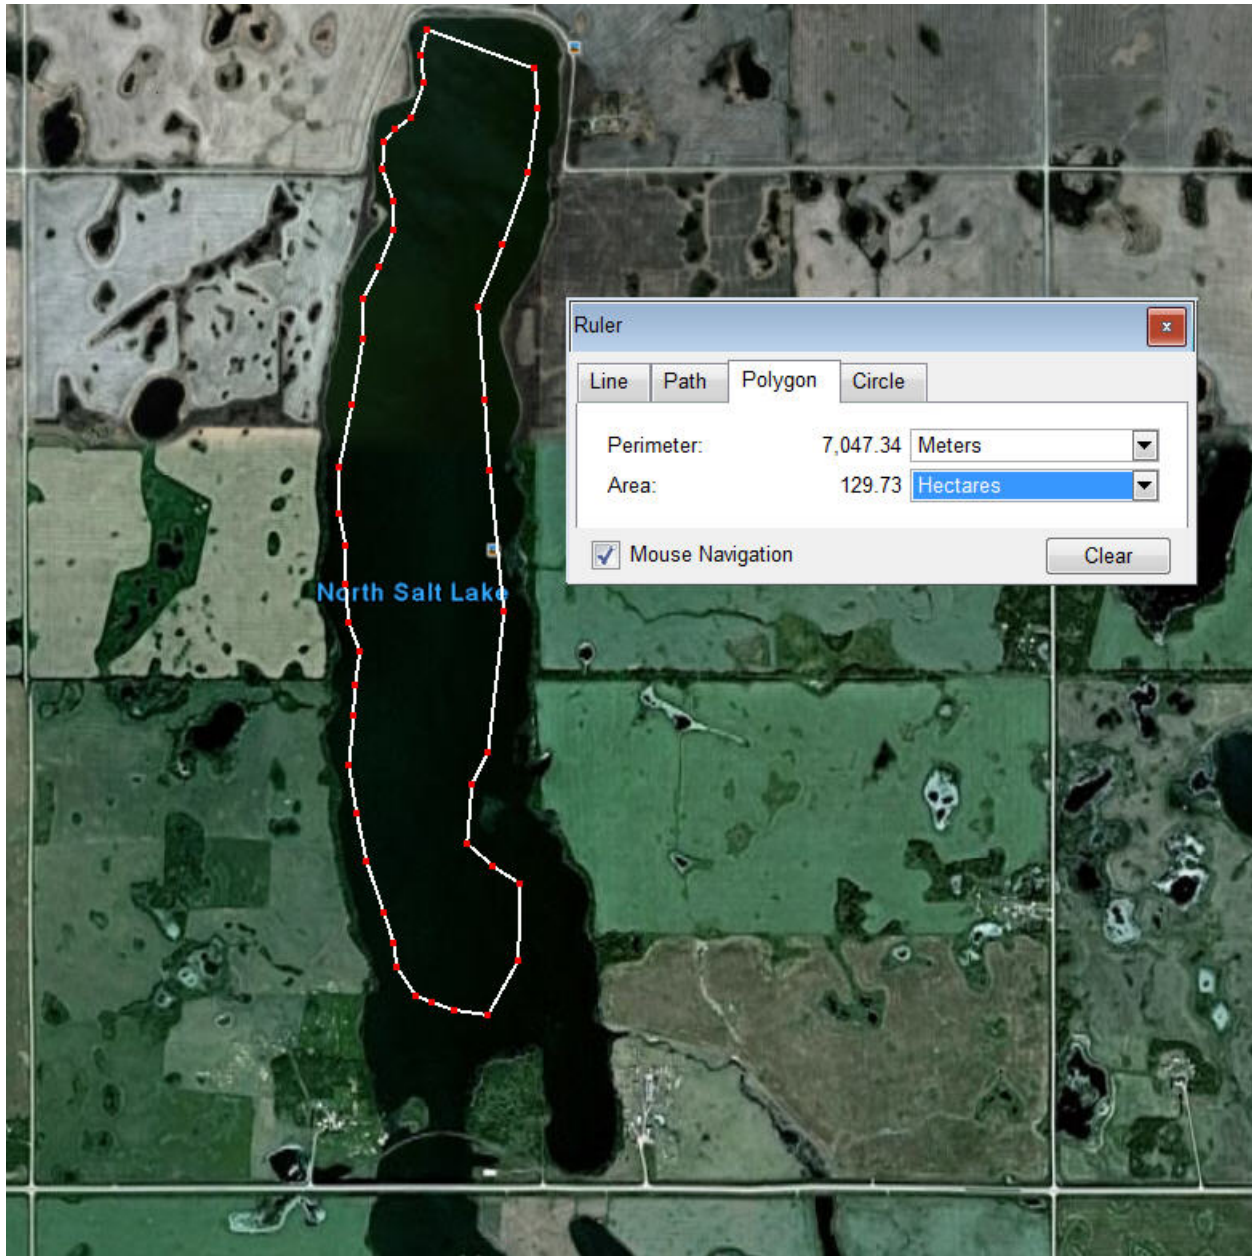 Ruler
Line Path Polygon Circle
Perimeter: 7,047.34 Meters
Area: 129.73 Hectares
Mouse Navigation Clear
North Salt Lake